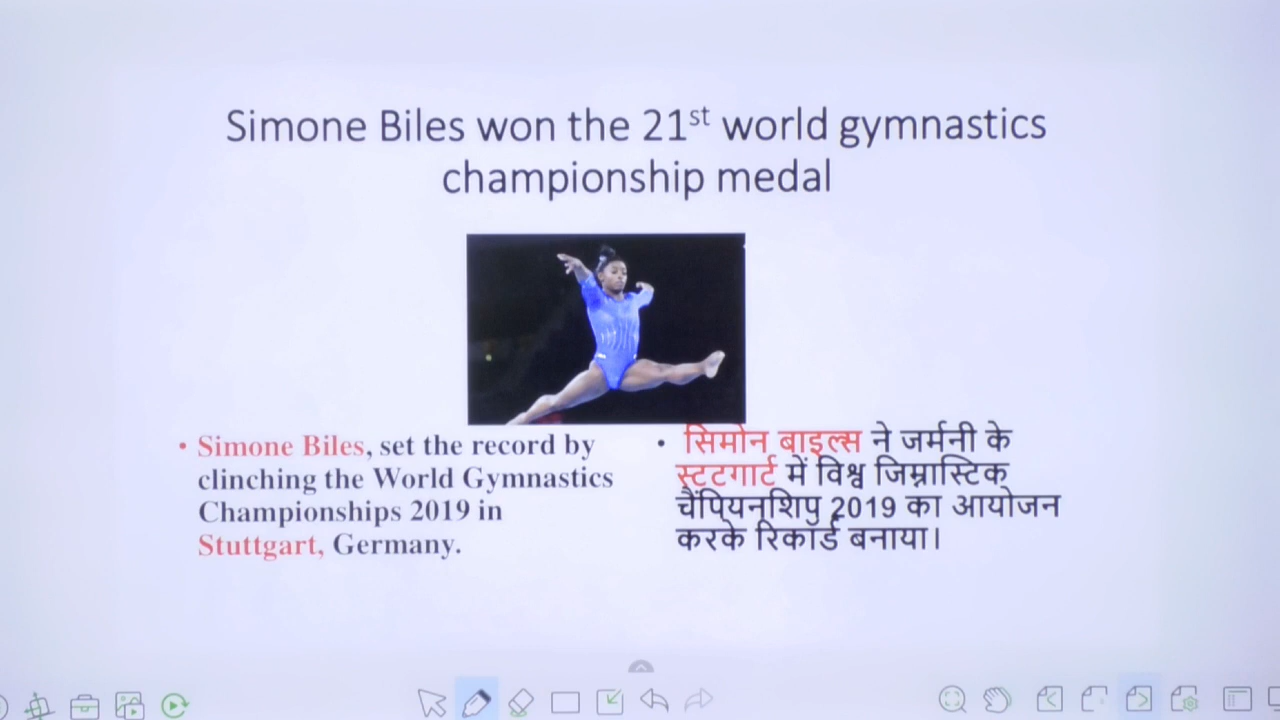 Simone Biles won the 21st world gymnastics
championship medal
• Simone Biles, set the record by
clinching the World Gymnastics
Championships 2019 in
Stuttgart, Germany.
• सिमोन बाइल्स ने जर्मनी के
स्टटगार्ट में विश्व जिम्नास्टिक
चैंपियनशिप 2019 का आयोजन
करके रिकॉर्ड बनाया।